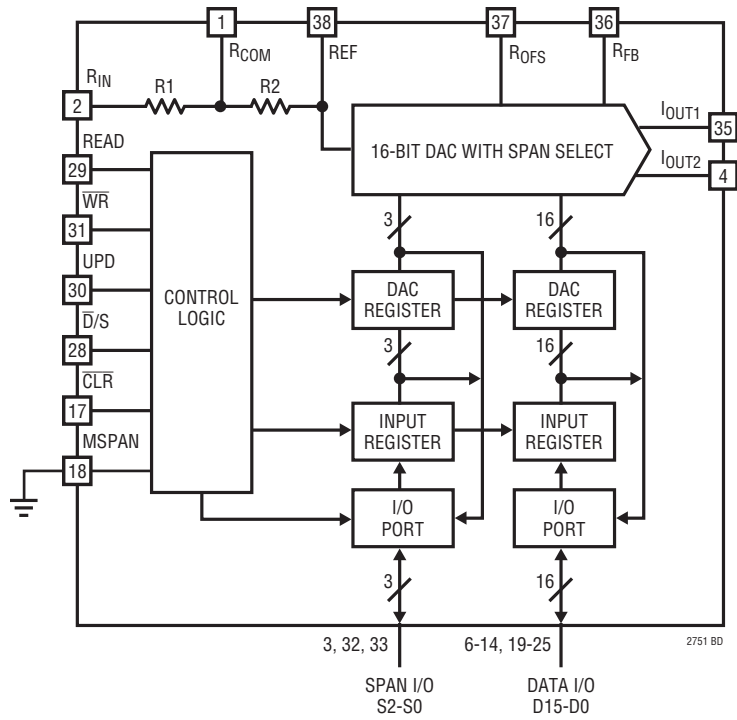 1
38
37
36
RCOM
REF
ROFS
RFB
RIN
R1
R2
2
IOUT1
35
16-BIT DAC WITH SPAN SELECT
IOUT2
4
READ
29
WR
31
UPD
30
D/S
28
CLR
17
MSPAN
18
CONTROL
LOGIC
3
16
DAC
REGISTER
DAC
REGISTER
3
16
INPUT
REGISTER
INPUT
REGISTER
I/O
PORT
I/O
PORT
3
16
3, 32, 33
6-14, 19-25
2751 BD
SPAN I/O
S2-S0
DATA I/O
D15-D0